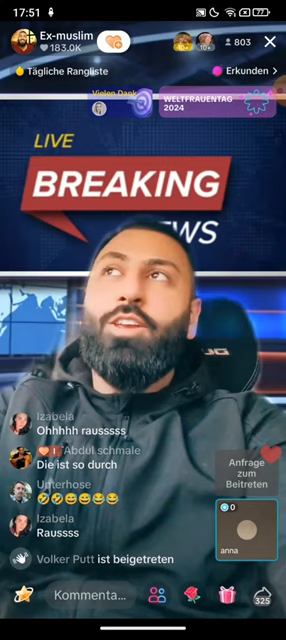 17:51
77
Ex-muslim
183.0K
10+
803
Tägliche Rangliste
Erkunden
Vielen Dank
WELTFRAUENTAG
2024
LIVE
BREAKING
NEWS
Izabela
Ohhhhh rausssss
Abdul schmale
Die ist so durch
Unterhose
🤣🤣😄😄😂😂
Izabela
Raussss
Volker Putt ist beigetreten
Anfrage
zum
Beitreten
0
anna
Kommenta...
325